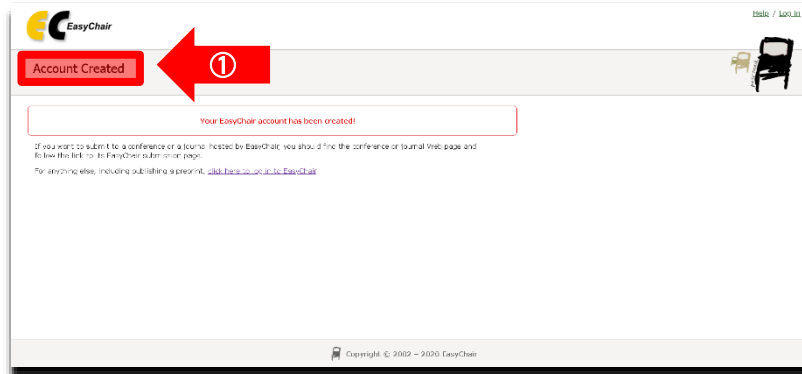 EasyChair
Help / Log in
Account Created
①
Your EasyChair account has been created!
If you want to submit to a conference or a journal hosted by EasyChair, you should find the conference or journal Web page and
follow the link to its EasyChair submission page.
For anything else, including publishing a preprint, click here to log in to EasyChair
Copyright © 2002 – 2020 EasyChair